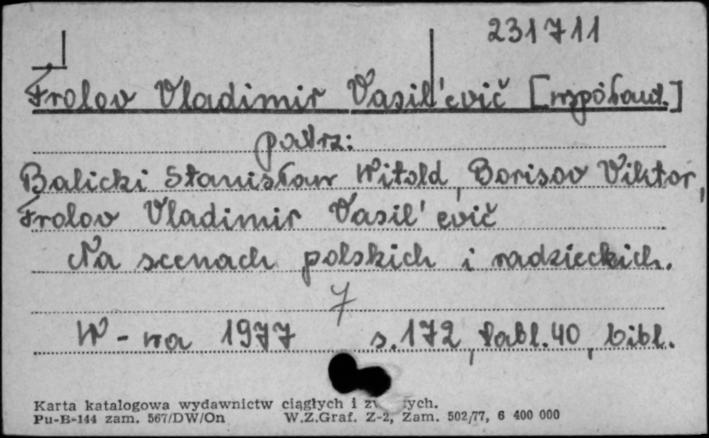 231711
Frolov Vladimir Vasil'evič [współaut.]
patrz:
Balicki Stanisław Witold, Borisov Viktor,
Frolov Vladimir Vasil'evič
Na scenach polskich i radzieckich.
7
W-wa 1977 s.172, tabl.40, bibl.
Karta katalogowa wydawnictw ciągłych i ych.
Pu-B-144 zam. 567/DW/On W.Z.Graf. Z-2, Zam. 502/77, 6 400 000